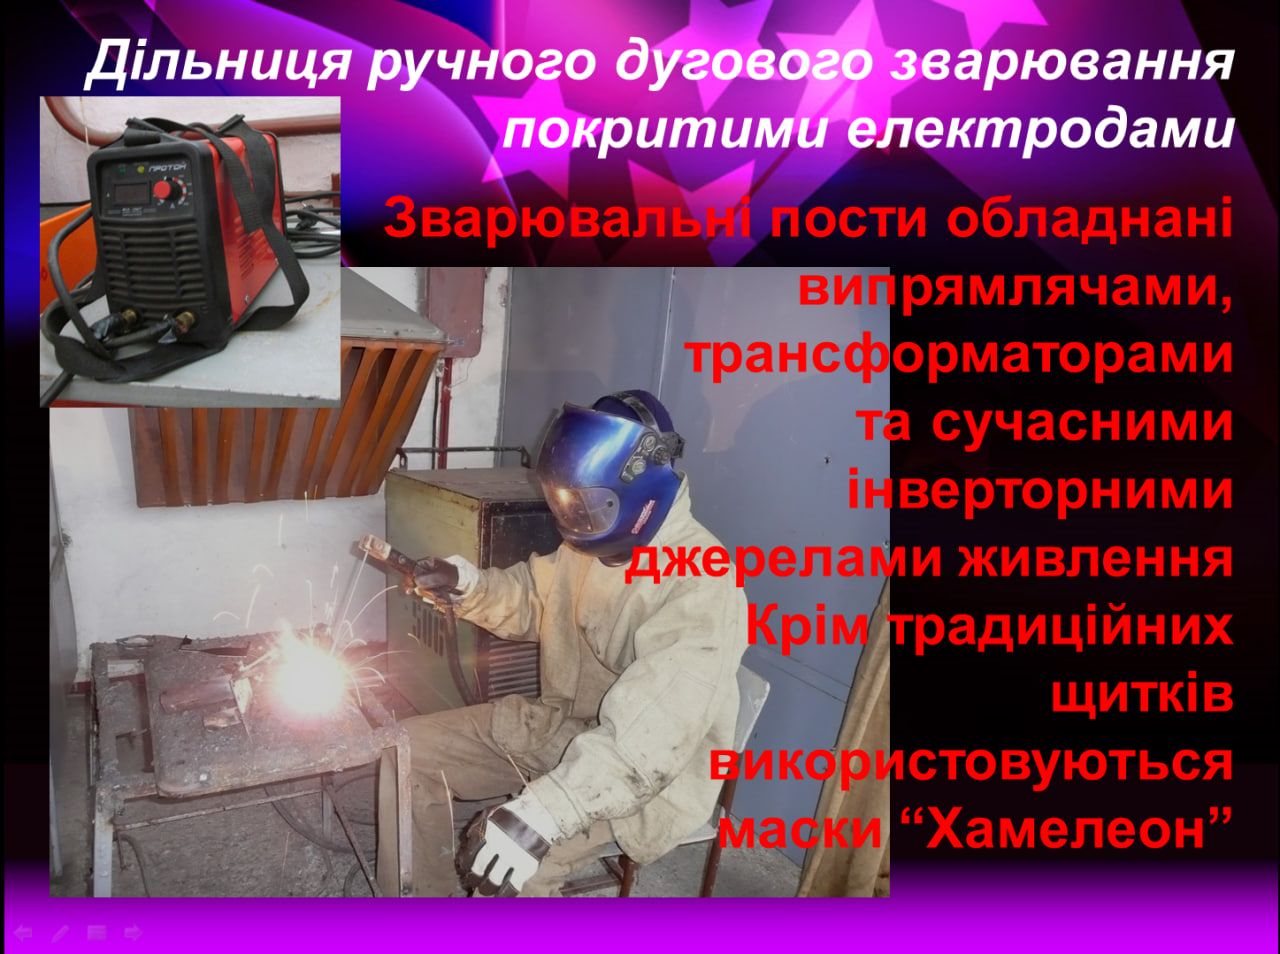 Дільниця ручного дугового зварювання
покритими електродами
ПРОТОН
Зварювальні пости обладнані
випрямлячами,
трансформаторами
та сучасними
інверторними
джерелами живлення
Крім традиційних
щитків
використовуються
маски “Хамелеон”